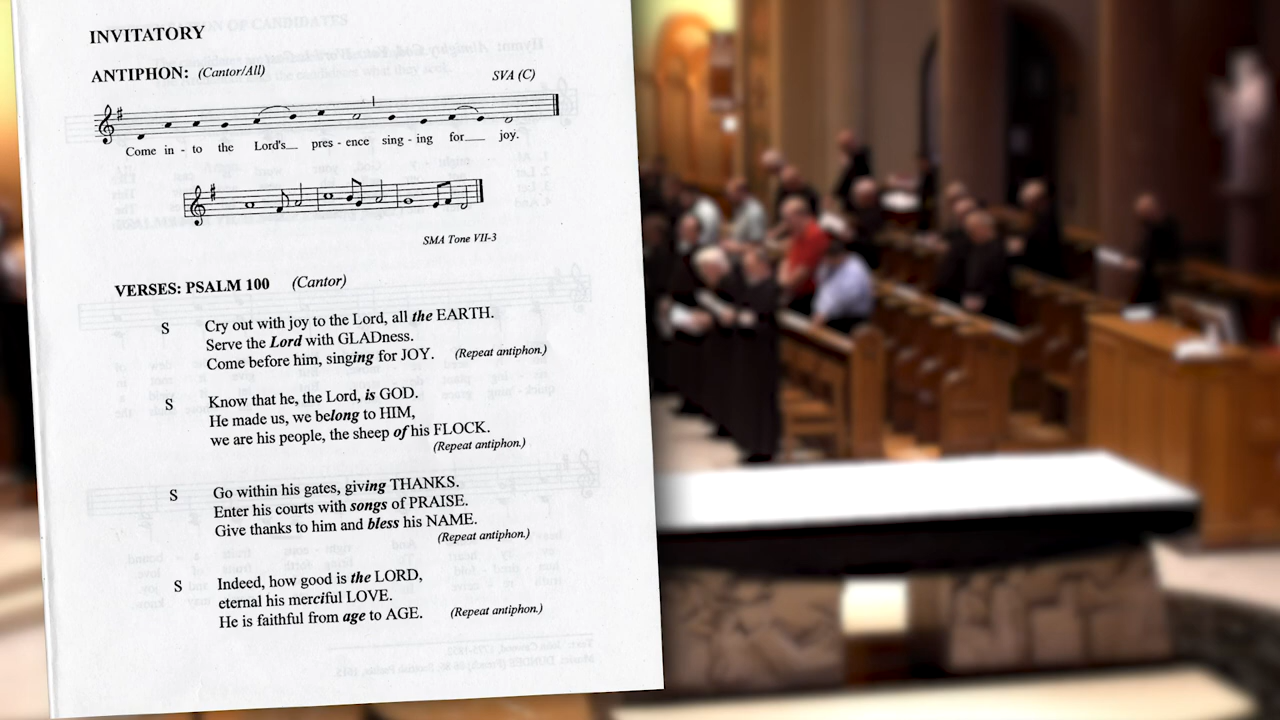 INVITATORY
ANTIPHON: (Cantor/All) SVA (C)
Come in - to the Lord's__ pres - ence sing - ing for__ joy.
SMA Tone VII-3
VERSES: PSALM 100 (Cantor)
S Cry out with joy to the Lord, all the EARTH.
Serve the Lord with GLADness.
Come before him, singing for JOY. (Repeat antiphon.)
S Know that he, the Lord, is GOD.
He made us, we belong to HIM,
we are his people, the sheep of his FLOCK.
(Repeat antiphon.)
S Go within his gates, giving THANKS.
Enter his courts with songs of PRAISE.
Give thanks to him and bless his NAME.
(Repeat antiphon.)
S Indeed, how good is the LORD,
eternal his merciful LOVE.
He is faithful from age to AGE. (Repeat antiphon.)